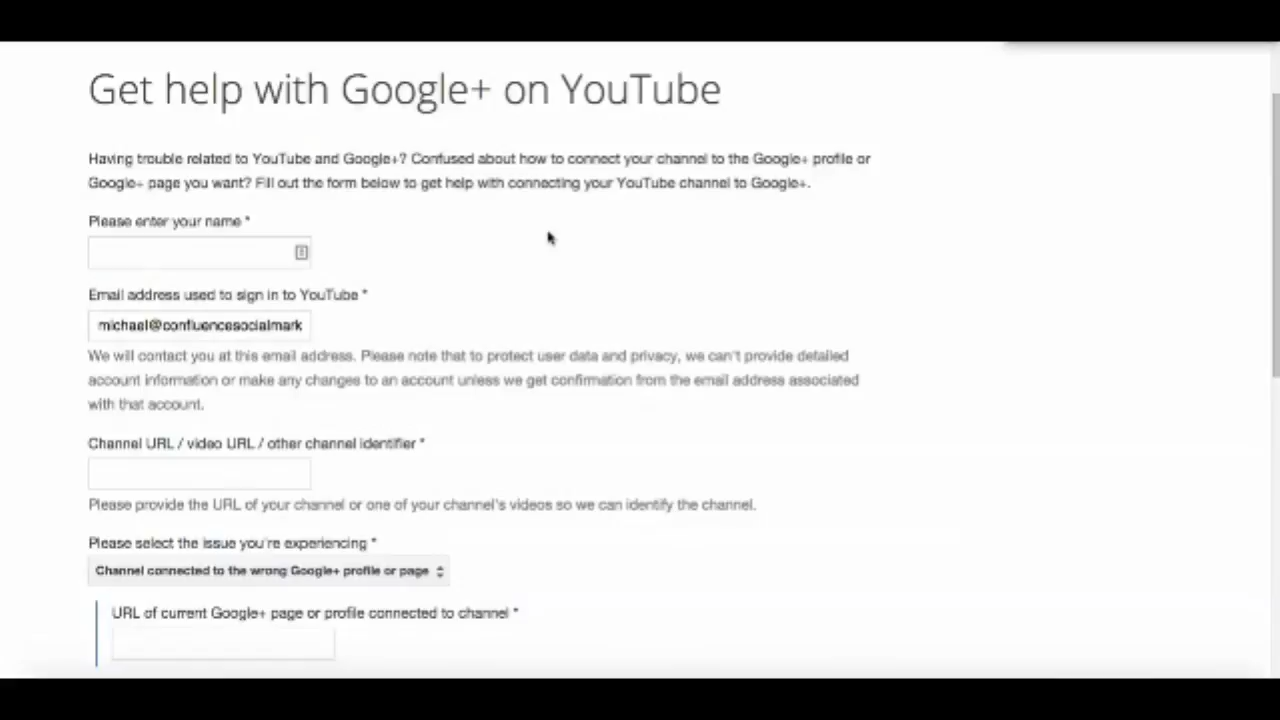 Get help with Google+ on YouTube
Having trouble related to YouTube and Google+? Confused about how to connect your channel to the Google+ profile or
Google+ page you want? Fill out the form below to get help with connecting your YouTube channel to Google+.
Please enter your name *
Email address used to sign in to YouTube *
michael@confluencesocialmark
We will contact you at this email address. Please note that to protect user data and privacy, we can't provide detailed
account information or make any changes to an account unless we get confirmation from the email address associated
with that account.
Channel URL / video URL / other channel identifier *
Please provide the URL of your channel or one of your channel's videos so we can identify the channel.
Please select the issue you're experiencing *
Channel connected to the wrong Google+ profile or page
URL of current Google+ page or profile connected to channel *